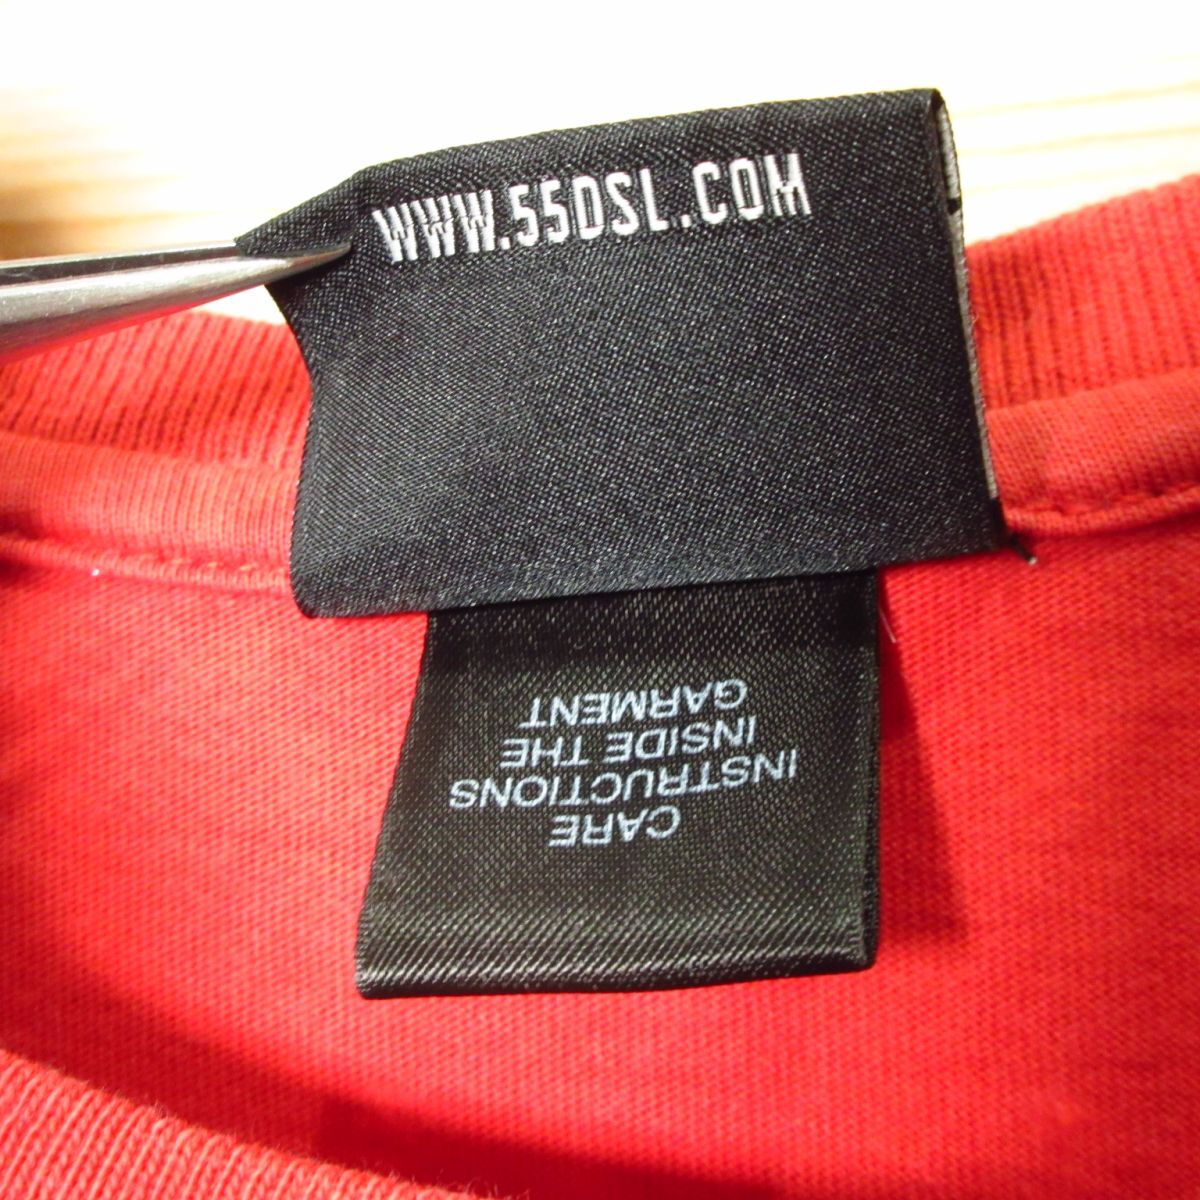 WWW.55DSL.COM
CARE
INSTRUCTIONS
INSIDE THE
GARMENT